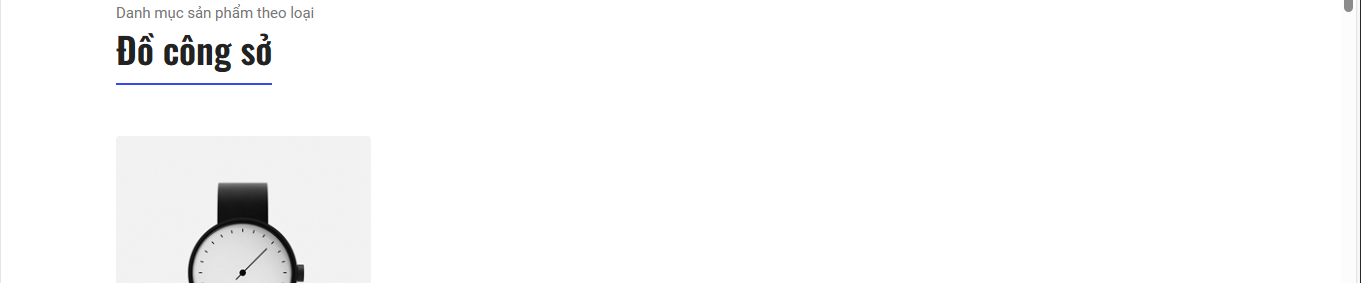 Danh mục sản phẩm theo loại
Đồ công sở